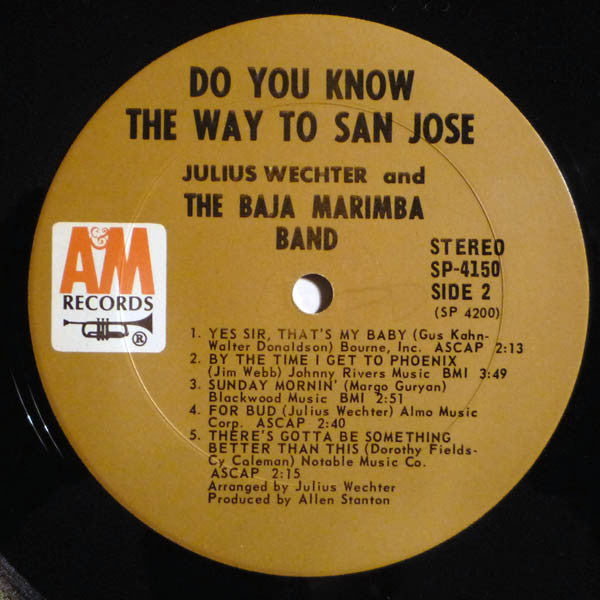 DO YOU KNOW
THE WAY TO SAN JOSE
JULIUS WECHTER and
THE BAJA MARIMBA
BAND
A&M
RECORDS
®
STEREO
SP-4150
SIDE 2
(SP 4200)
1. YES SIR, THAT'S MY BABY (Gus Kahn-
Walter Donaldson) Bourne, Inc. ASCAP 2:13
2. BY THE TIME I GET TO PHOENIX
(Jim Webb) Johnny Rivers Music BMI 3:49
3. SUNDAY MORNIN' (Margo Guryan)
Blackwood Music BMI 2:51
4. FOR BUD (Julius Wechter) Almo Music
Corp. ASCAP 2:40
5. THERE'S GOTTA BE SOMETHING
BETTER THAN THIS (Dorothy Fields-
Cy Coleman) Notable Music Co.
ASCAP 2:15
Arranged by Julius Wechter
Produced by Allen Stanton